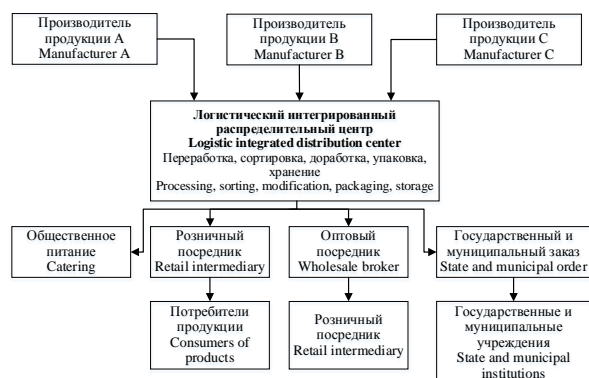 Производитель
продукции А
Manufacturer A
Производитель
продукции В
Manufacturer B
Производитель
продукции С
Manufacturer C
Логистический интегрированный
распределительный центр
Logistic integrated distribution center
Переработка, сортировка, доработка, упаковка,
хранение
Processing, sorting, modification, packaging, storage
Общественное
питание
Catering
Розничный
посредник
Retail intermediary
Оптовый
посредник
Wholesale broker
Государственный и
муниципальный заказ
State and municipal order
Потребители
продукции
Consumers of
products
Розничный
посредник
Retail intermediary
Государственные и
муниципальные
учреждения
State and municipal
institutions